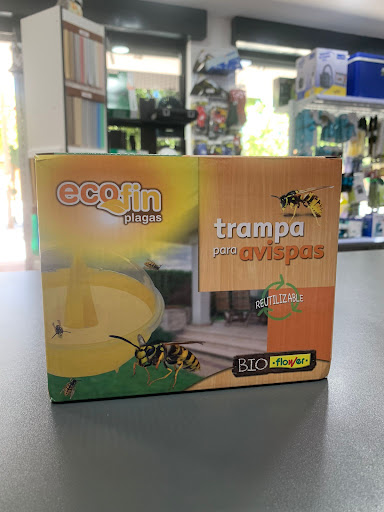 ecofin
plagas
trampa
para avispas
REUTILIZABLE
BIO flower